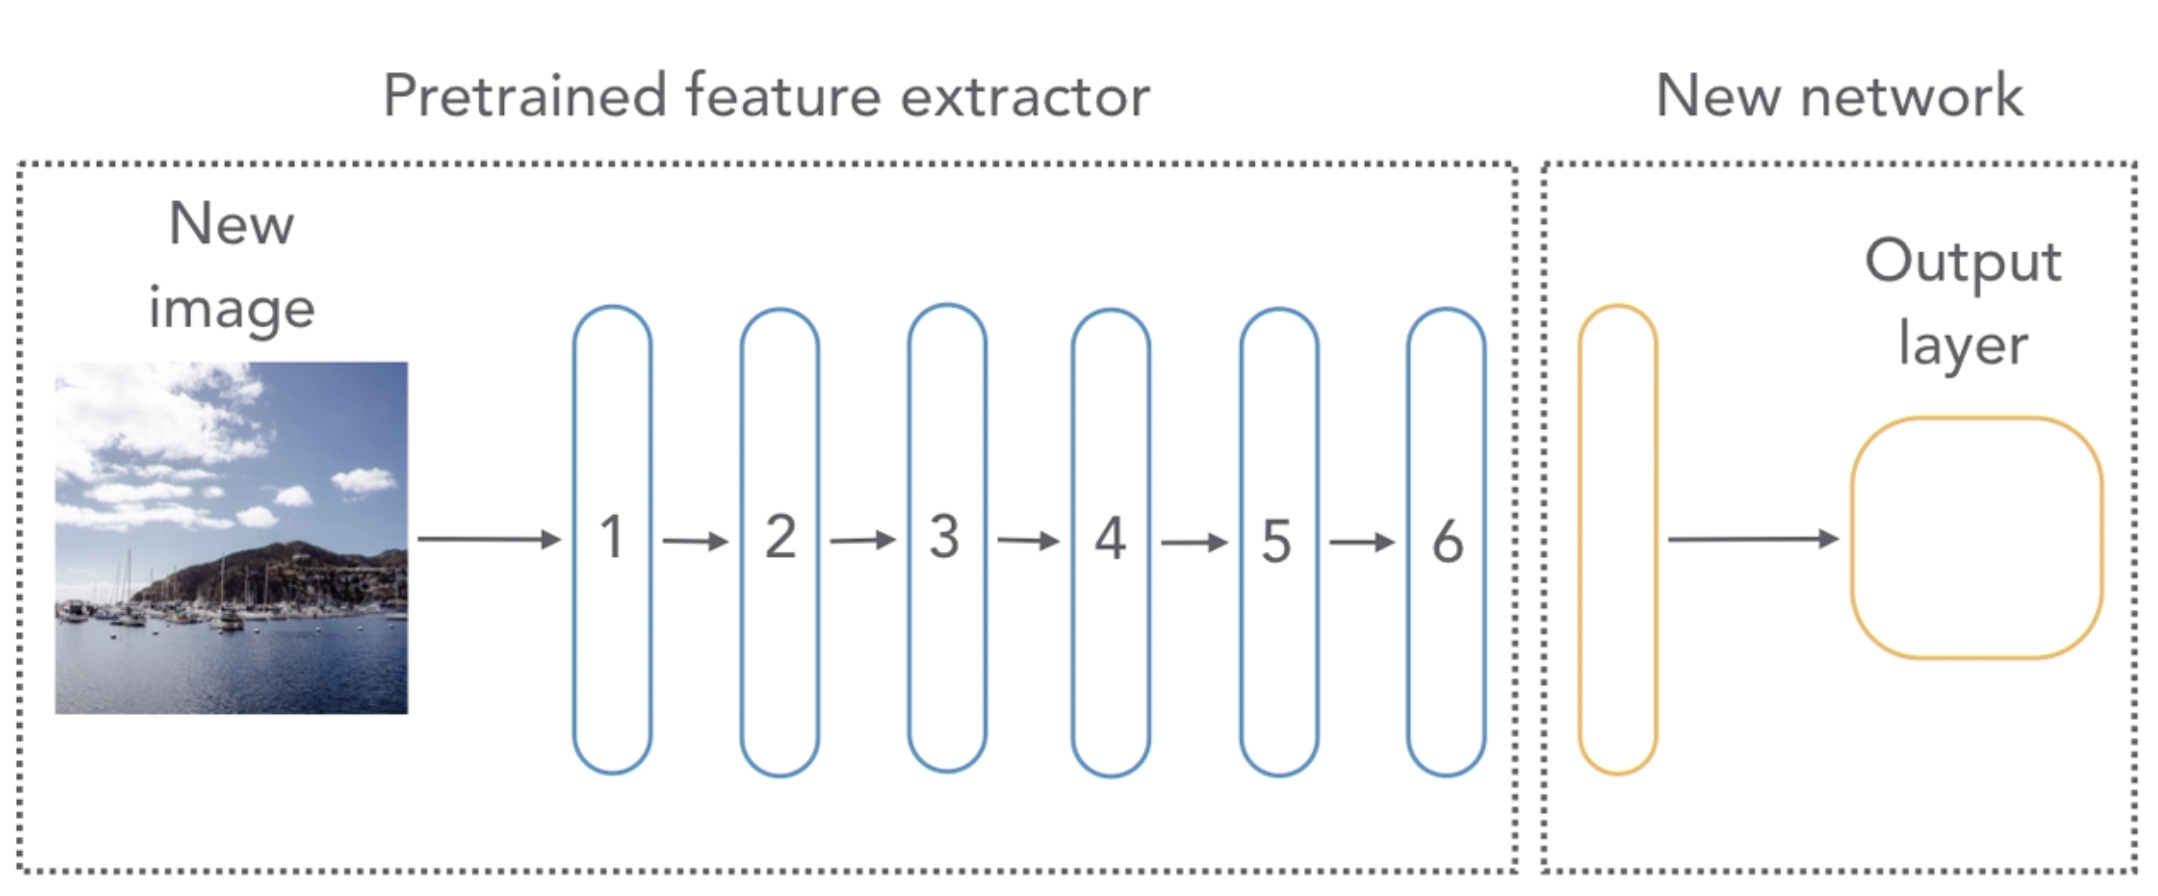 Pretrained feature extractor
New network
New
image
1
2
3
4
5
6
Output
layer